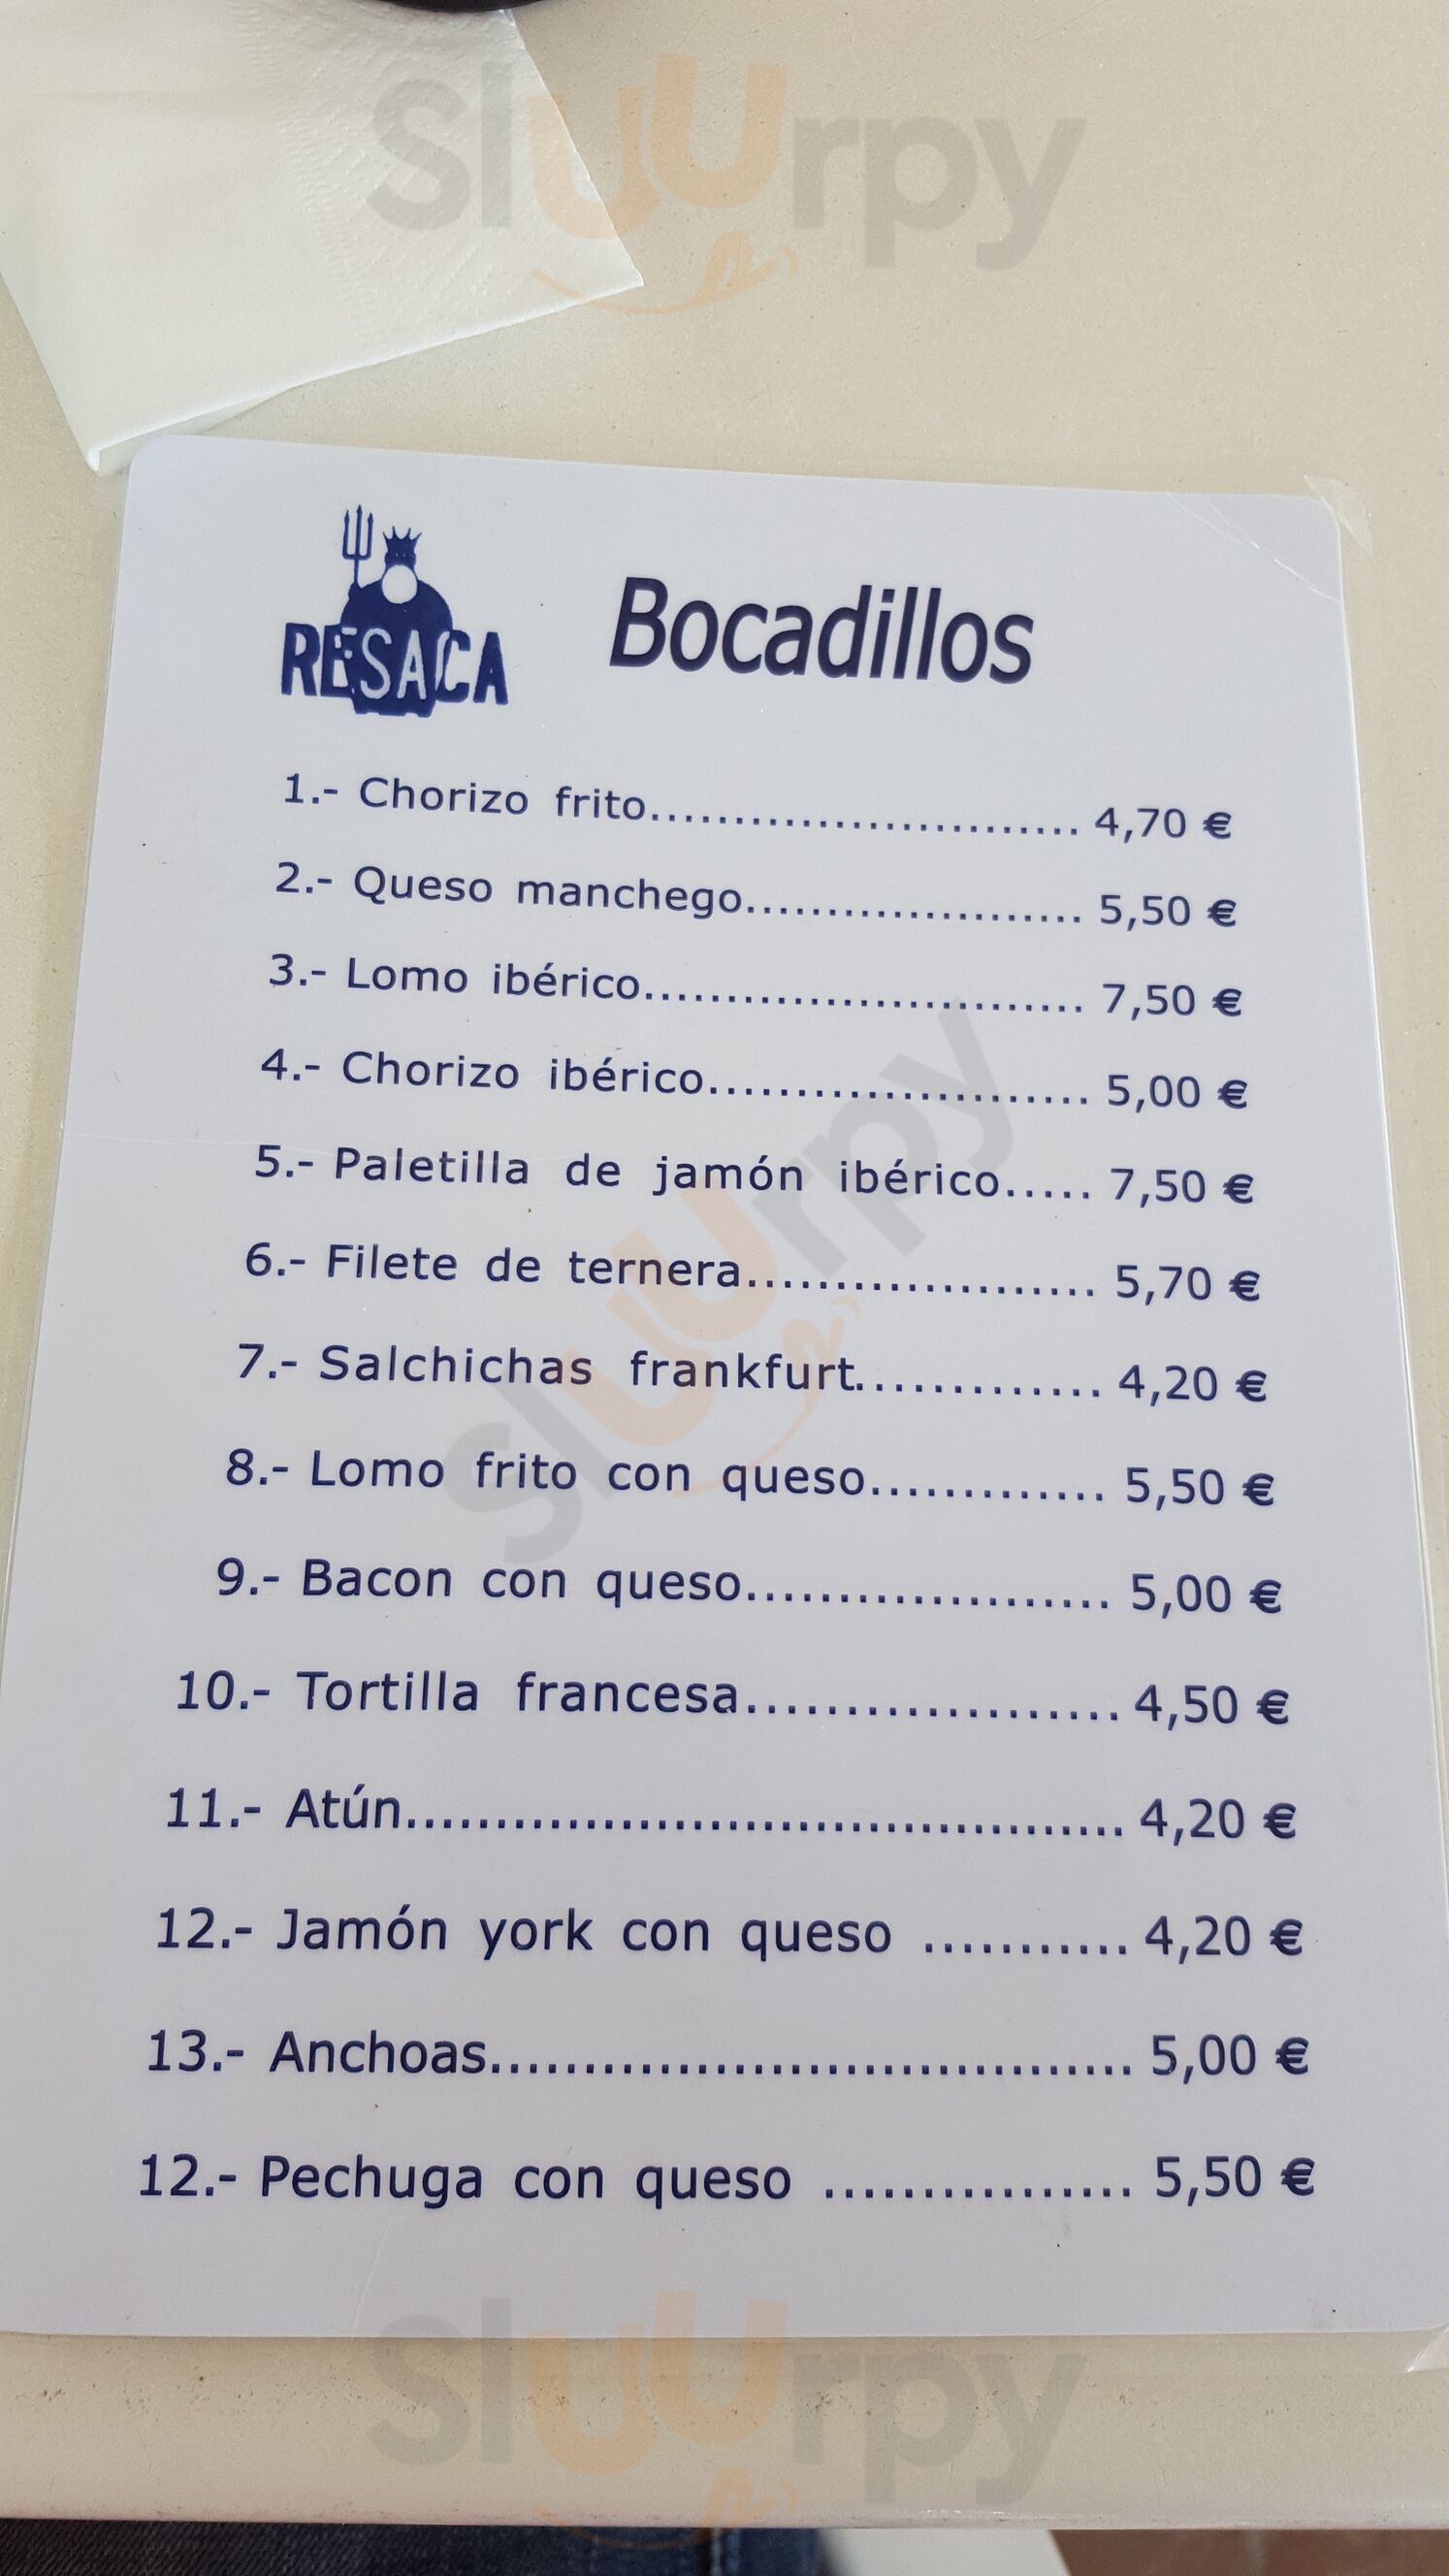 Sluurpy
RESACA
Bocadillos
1.- Chorizo frito.......................... 4,70 €
2.- Queso manchego..................... 5,50 €
3.- Lomo ibérico........................... 7,50 €
4.- Chorizo ibérico....................... 5,00 €
5.- Paletilla de jamón ibérico..... 7,50 €
6.- Filete de ternera.................... 5,70 €
7.- Salchichas frankfurt............. 4,20 €
8.- Lomo frito con queso............. 5,50 €
9.- Bacon con queso.................... 5,00 €
10.- Tortilla francesa................... 4,50 €
11.- Atún...................................... 4,20 €
12.- Jamón york con queso ........... 4,20 €
13.- Anchoas.................................. 5,00 €
12.- Pechuga con queso ................ 5,50 €
Sluurpy
Sluurpy